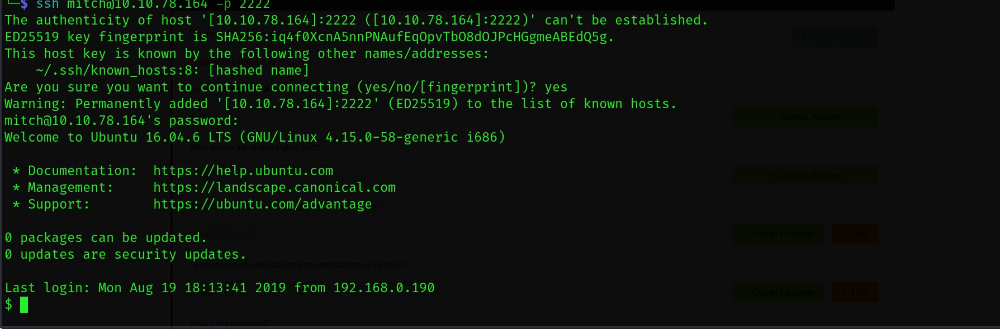 └─$ ssh mitch@10.10.78.164 -p 2222
The authenticity of host '[10.10.78.164]:2222 ([10.10.78.164]:2222)' can't be established.
ED25519 key fingerprint is SHA256:iq4f0XcnA5nnPNAufEqOpvTbO8dOJPcHGgmeABEdQ5g.
This host key is known by the following other names/addresses:
    ~/.ssh/known_hosts:8: [hashed name]
Are you sure you want to continue connecting (yes/no/[fingerprint])? yes
Warning: Permanently added '[10.10.78.164]:2222' (ED25519) to the list of known hosts.
mitch@10.10.78.164's password:
✓ Correct Answer
Welcome to Ubuntu 16.04.6 LTS (GNU/Linux 4.15.0-58-generic i686)
What is running on the higher port?
 * Documentation:  https://help.ubuntu.com
✓ Correct Answer
 * Management:     https://landscape.canonical.com
 * Support:        https://ubuntu.com/advantage
0 packages can be updated.
✓ Correct Answer Hint
0 updates are security updates.
To what kind of vulnerability is the application vulnerable?
Last login: Mon Aug 19 18:13:41 2019 from 192.168.0.190
✓ Correct Answer Hint
$
What's the password?